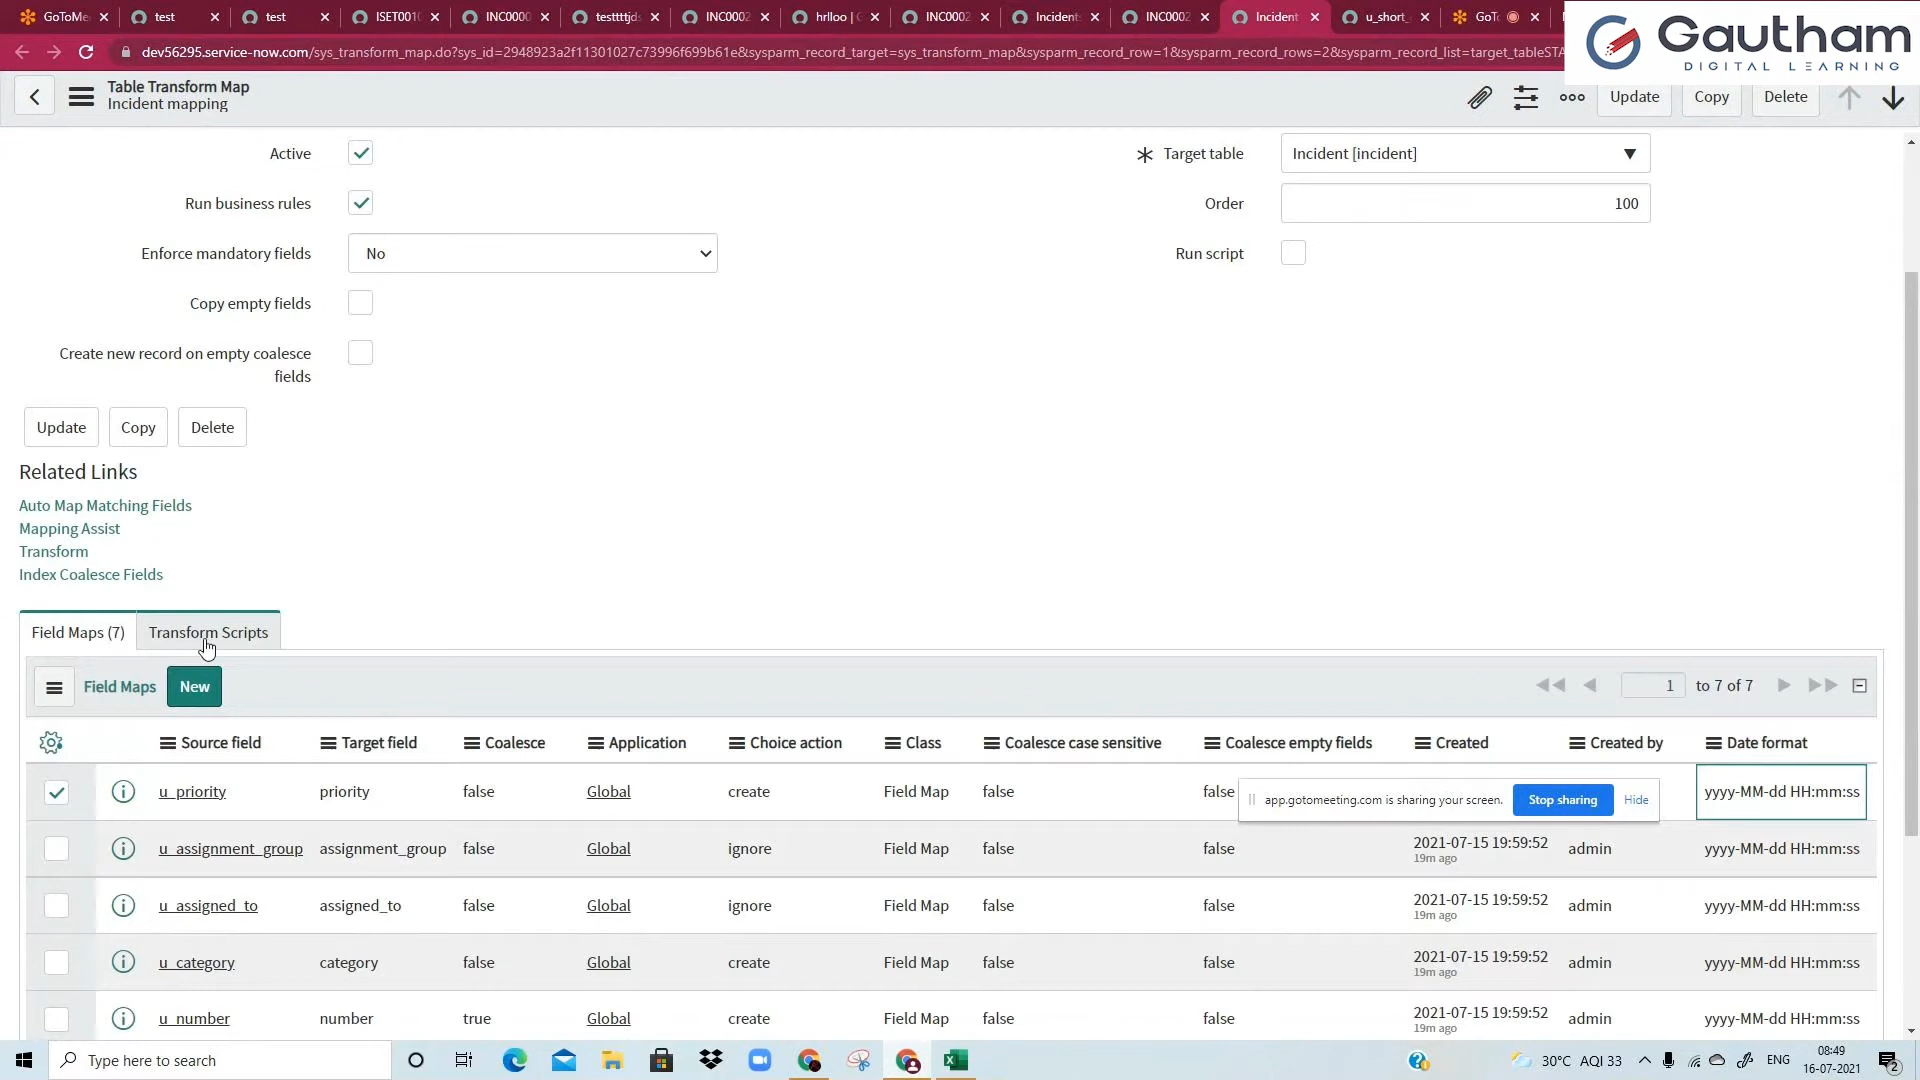 GoToMe
test
test
ISET0010
INC0000
testtttjds
INC0002
hrlloo | G
INC0002
Incident
INC0002
Incident
u_short_
GoTo
Gautham
DIGITAL LEARNING
dev56295.service-now.com/sys_transform_map.do?sys_id=2948923a2f11301027c73996f699b61e&sysparm_record_target=sys_transform_map&sysparm_record_row=1&sysparm_record_rows=2&sysparm_record_list=target_tableSTA
Table Transform Map
Incident mapping
Update
Copy
Delete
Active
Target table
Incident [incident]
Run business rules
Order
100
Enforce mandatory fields
No
Run script
Copy empty fields
Create new record on empty coalesce
fields
Update
Copy
Delete
Related Links
Auto Map Matching Fields
Mapping Assist
Transform
Index Coalesce Fields
Field Maps (7)
Transform Scripts
Field Maps
New
1 to 7 of 7
Source field Target field Coalesce Application Choice action Class Coalesce case sensitive Coalesce empty fields Created Created by Date format
u_priority priority false Global create Field Map false false yyyy-MM-dd HH:mm:ss
app.gotomeeting.com is sharing your screen. Stop sharing Hide
u_assignment_group assignment_group false Global ignore Field Map false false 2021-07-15 19:59:52 admin yyyy-MM-dd HH:mm:ss
19m ago
u_assigned_to assigned_to false Global ignore Field Map false false 2021-07-15 19:59:52 admin yyyy-MM-dd HH:mm:ss
19m ago
u_category category false Global create Field Map false false 2021-07-15 19:59:52 admin yyyy-MM-dd HH:mm:ss
19m ago
u_number number true Global create Field Map false false 2021-07-15 19:59:52 admin yyyy-MM-dd HH:mm:ss
19m ago
Type here to search
30°C AQI 33
ENG
08:49
16-07-2021
2